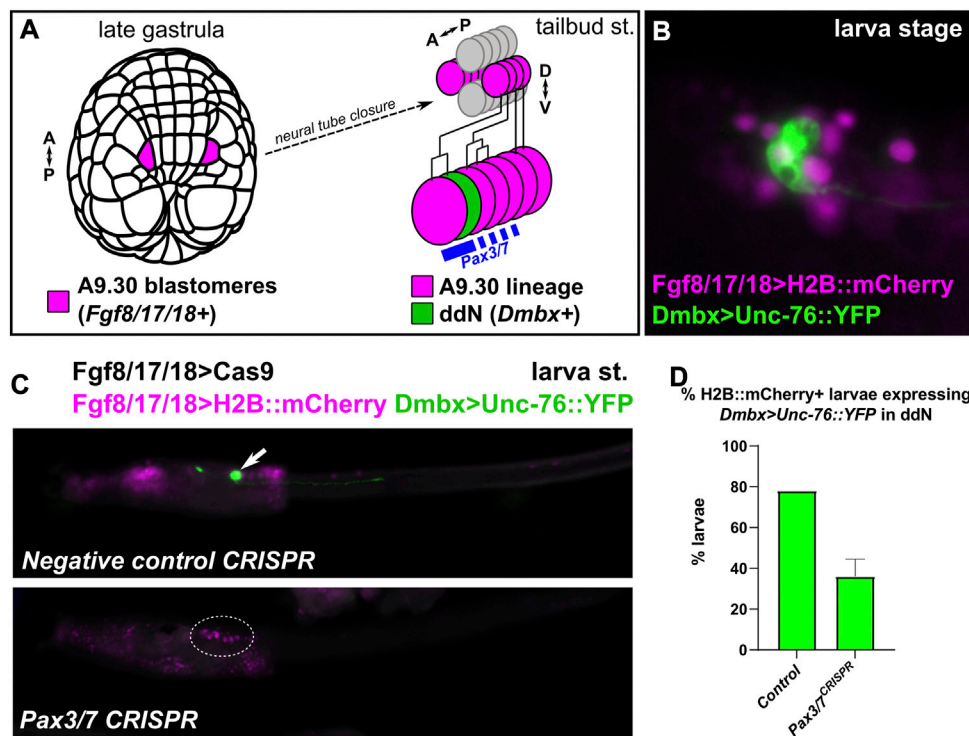 A
late gastrula
A
P
neural tube closure
A
P
tailbud st.
D
V
Pax3/7
A9.30 blastomeres
(Fgf8/17/18+)
A9.30 lineage
ddN (Dmbx+)
B
larva stage
Fgf8/17/18>H2B::mCherry
Dmbx>Unc-76::YFP
C
Fgf8/17/18>Cas9
larva st.
Fgf8/17/18>H2B::mCherry Dmbx>Unc-76::YFP
Negative control CRISPR
Pax3/7 CRISPR
D
% H2B::mCherry+ larvae expressing
Dmbx>Unc-76::YFP in ddN
% larvae
100
80
60
40
20
0
Control
Pax3/7CRISPR